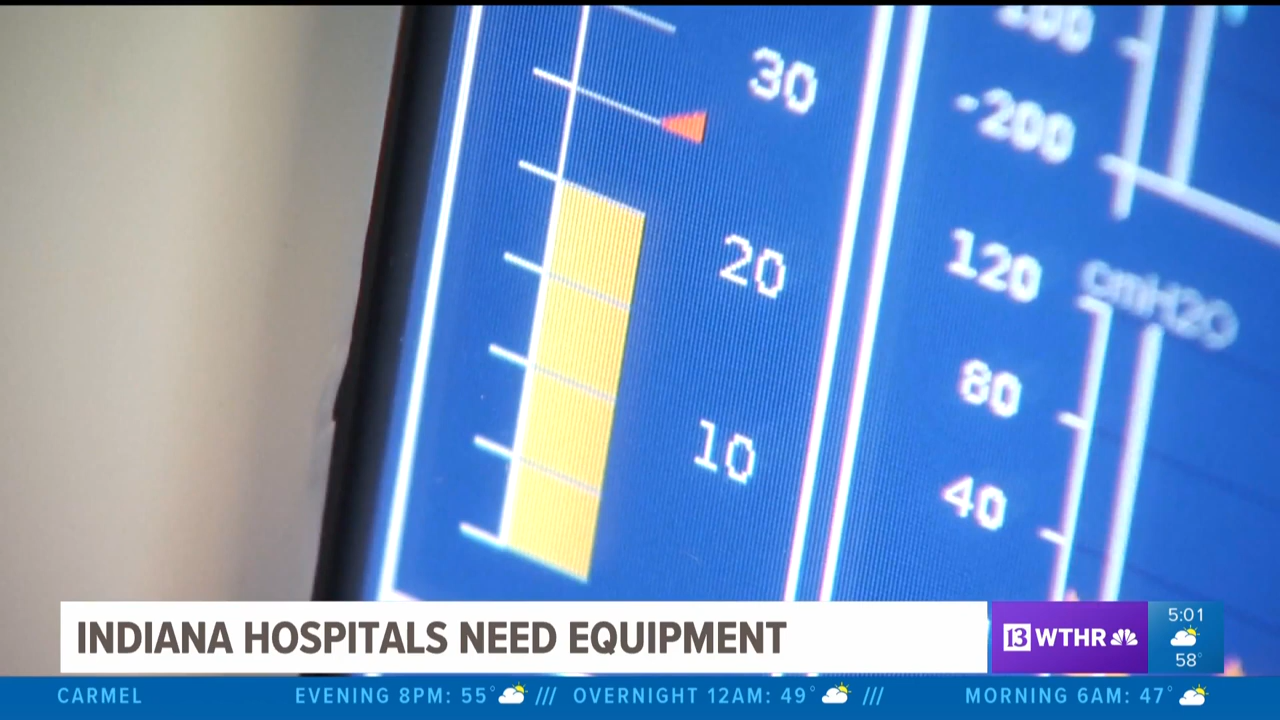 30
20
10
100
-200
120 cmH2O
80
40
INDIANA HOSPITALS NEED EQUIPMENT
13 WTHR
5:01
58°
CARMEL EVENING 8PM: 55° /// OVERNIGHT 12AM: 49° /// MORNING 6AM: 47°